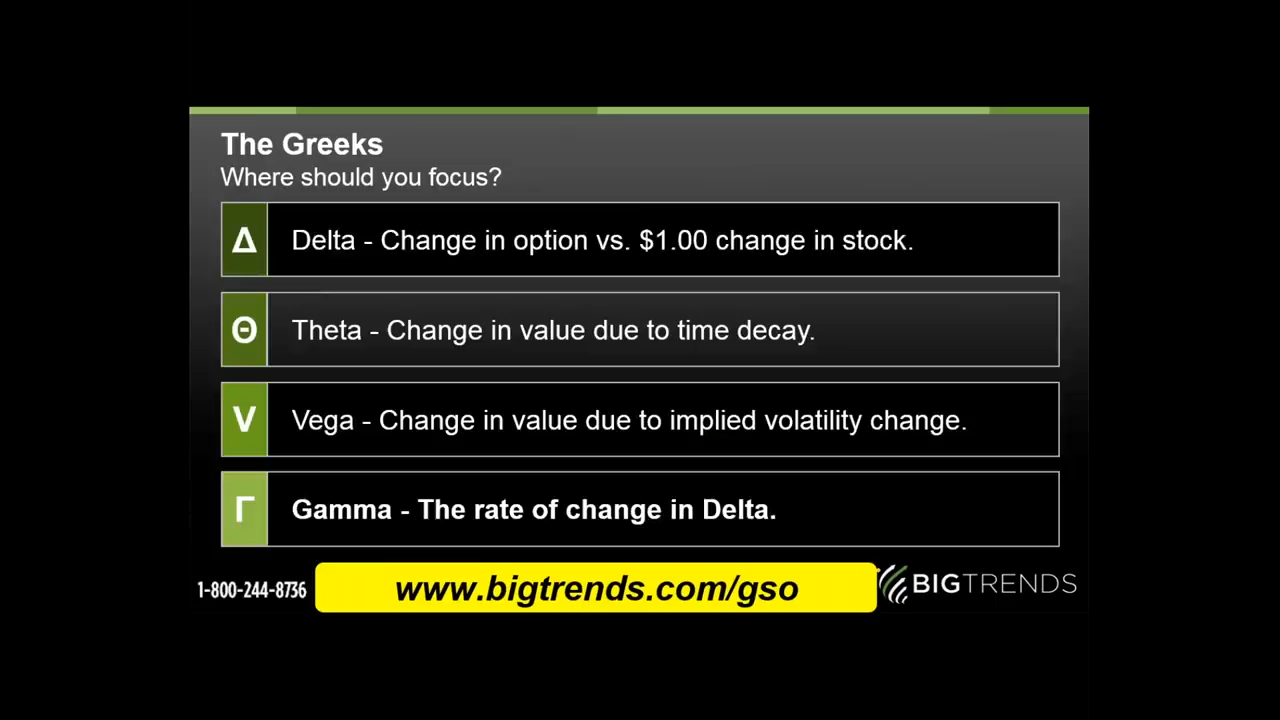 The Greeks
Where should you focus?
Δ Delta - Change in option vs. $1.00 change in stock.
Θ Theta - Change in value due to time decay.
V Vega - Change in value due to implied volatility change.
Γ Gamma - The rate of change in Delta.
1-800-244-8736 www.bigtrends.com/gso BIGTRENDS